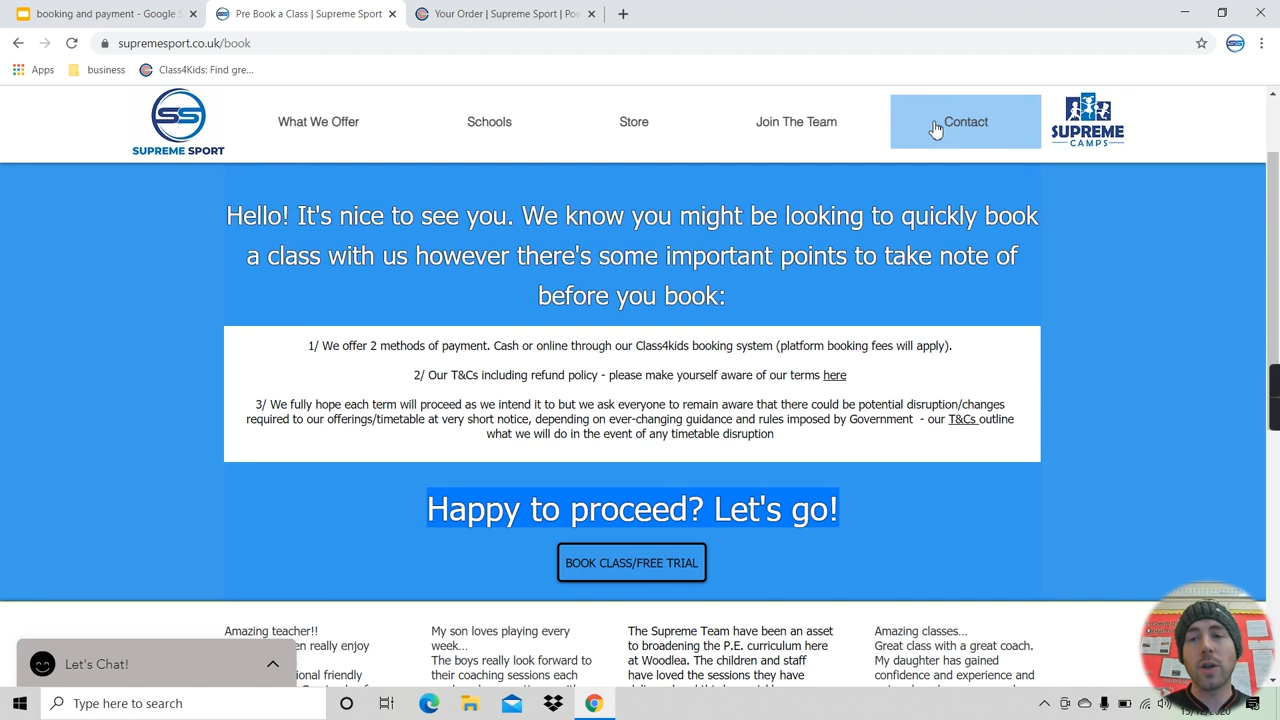 booking and payment - Google S
Pre Book a Class | Supreme Sport
Your Order | Supreme Sport | Pow
supremesport.co.uk/book
Apps
business
Class4Kids: Find gre...
SS
SUPREME SPORT
What We Offer
Schools
Store
Join The Team
Contact
SUPREME
CAMPS
Hello! It's nice to see you. We know you might be looking to quickly book
a class with us however there's some important points to take note of
before you book:
1/ We offer 2 methods of payment. Cash or online through our Class4kids booking system (platform booking fees will apply).
2/ Our T&Cs including refund policy - please make yourself aware of our terms here
3/ We fully hope each term will proceed as we intend it to but we ask everyone to remain aware that there could be potential disruption/changes
required to our offerings/timetable at very short notice, depending on ever-changing guidance and rules imposed by Government - our T&Cs outline
what we will do in the event of any timetable disruption
Happy to proceed? Let's go!
BOOK CLASS/FREE TRIAL
Amazing teacher!!
en really enjoy
onal friendly
My son loves playing every
week...
The boys really look forward to
their coaching sessions each
The Supreme Team have been an asset
to broadening the P.E. curriculum here
at Woodlea. The children and staff
have loved the sessions they have
Amazing classes...
Great class with a great coach.
My daughter has gained
confidence and experience and
Let's Chat!
Type here to search